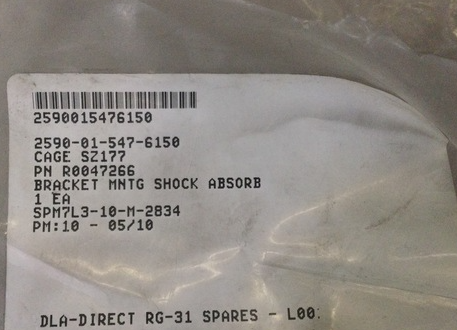 2590015476150
2590-01-547-6150
CAGE SZ177
PN R0047266
BRACKET MNTG SHOCK ABSORB
1 EA
SPM7L3-10-M-2834
PM:10 - 05/10
DLA-DIRECT RG-31 SPARES - L00